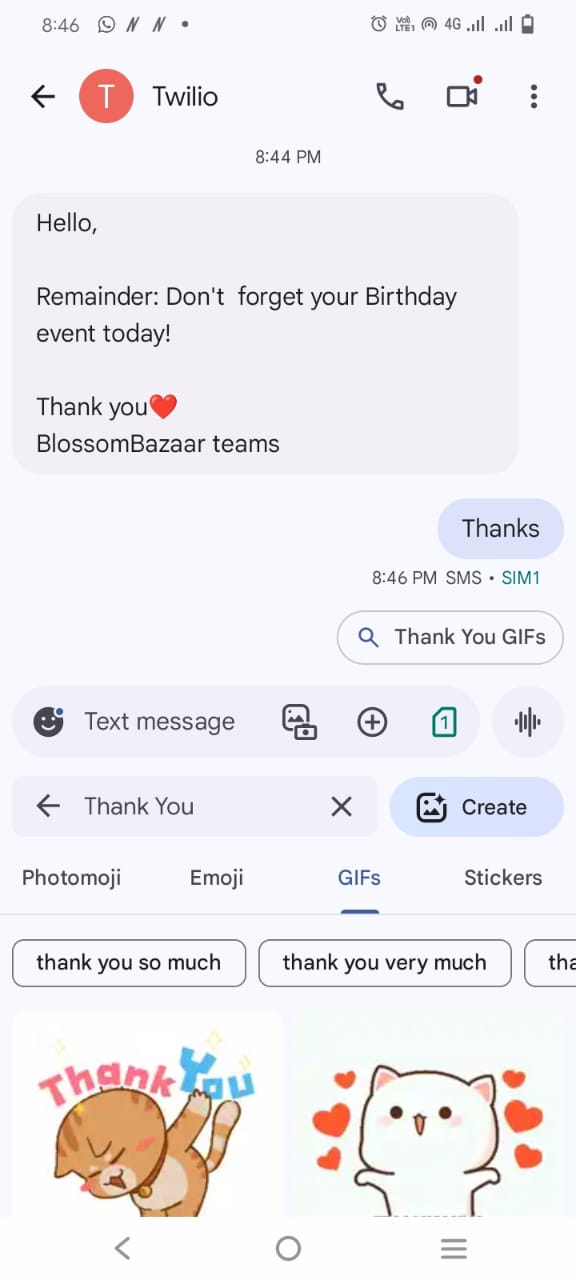 8:46
4G
T Twilio
8:44 PM
Hello,
Remainder: Don't  forget your Birthday
event today!
Thank you❤️
BlossomBazaar teams
Thanks
8:46 PM SMS • SIM1
Thank You GIFs
Text message
1
Thank You
Create
Photomoji Emoji GIFs Stickers
thank you so much thank you very much tha
Thank You